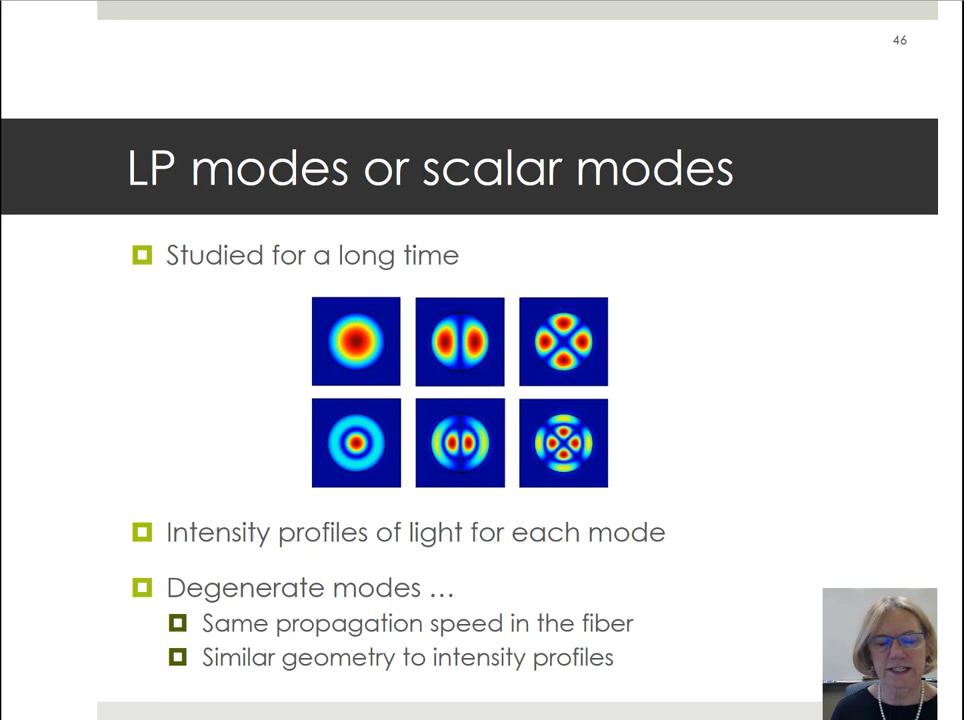 46
LP modes or scalar modes
Studied for a long time
Intensity profiles of light for each mode
Degenerate modes …
Same propagation speed in the fiber
Similar geometry to intensity profiles